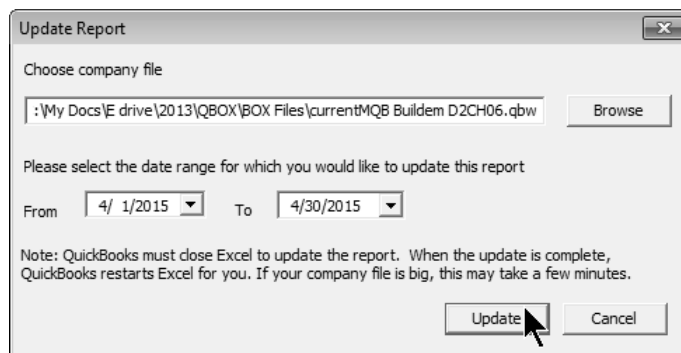 Update Report
Choose company file
:\My Docs\E drive\2013\QBOX\BOX Files\currentMQB Buildem D2CH06.qbw
Browse
Please select the date range for which you would like to update this report
From 4/ 1/2015 To 4/30/2015
Note: QuickBooks must close Excel to update the report. When the update is complete,
QuickBooks restarts Excel for you. If your company file is big, this may take a few minutes.
Update Cancel